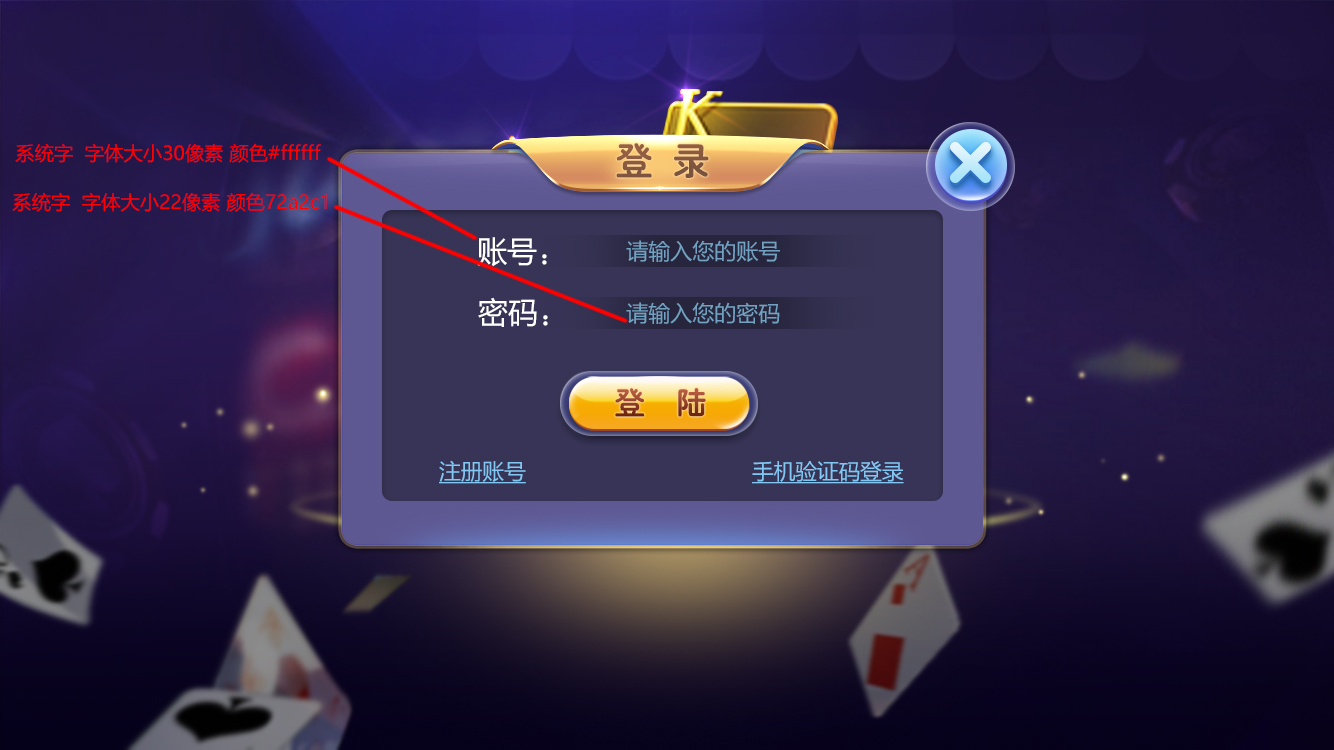 K
登 录
系统字 字体大小30像素 颜色#ffffff
系统字 字体大小22像素 颜色72a2c1
账号： 请输入您的账号
密码： 请输入您的密码
登 陆
注册账号 手机验证码登录
A